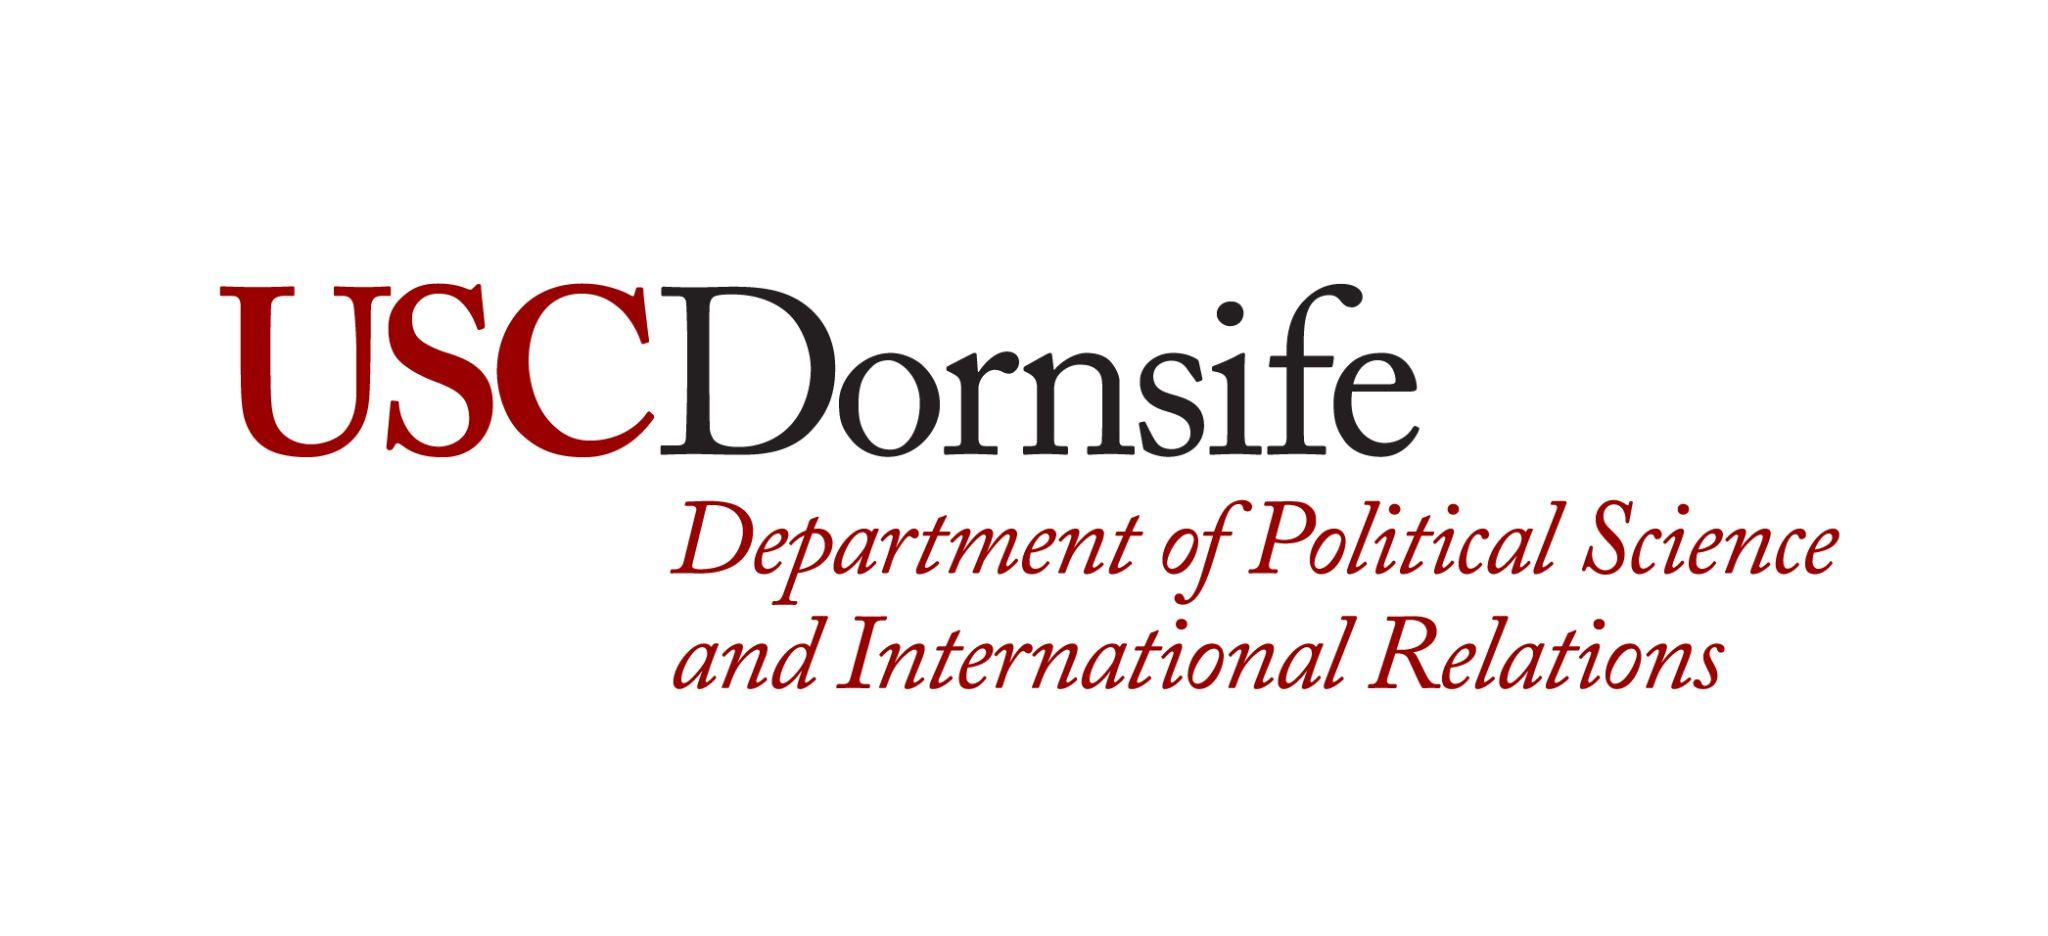 USCDornsife
Department of Political Science
and International Relations